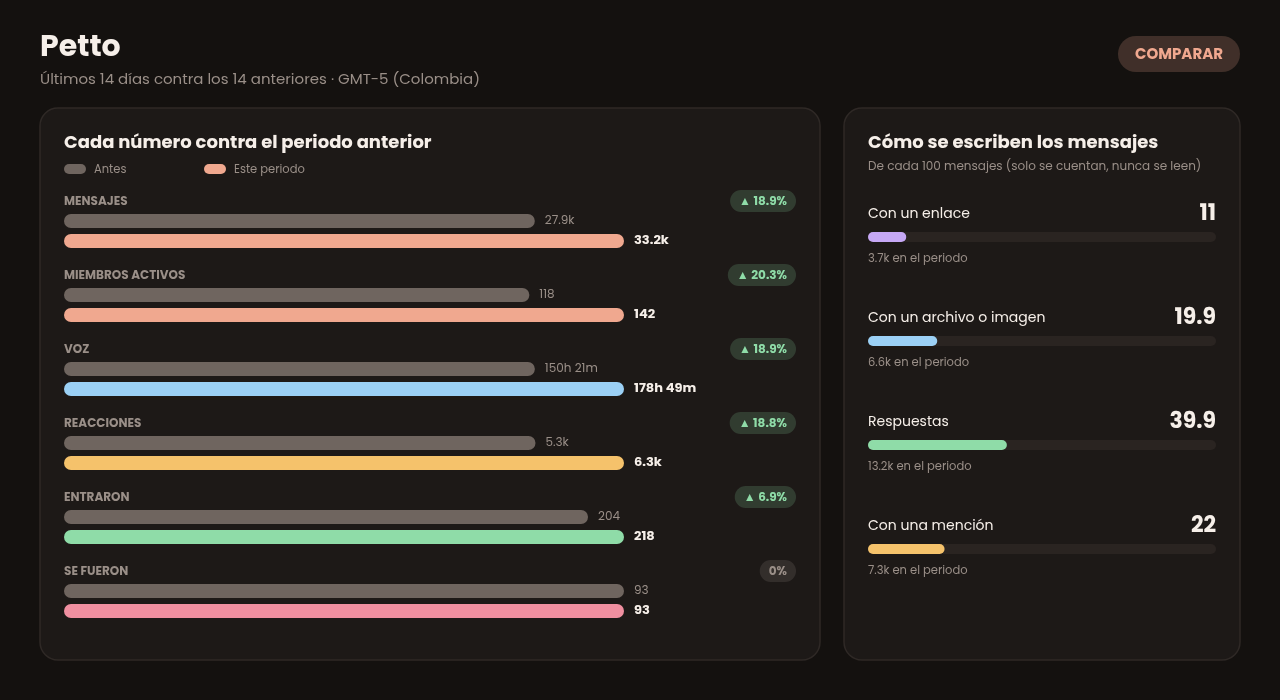 Petto
Últimos 14 días contra los 14 anteriores · GMT-5 (Colombia)
COMPARAR
Cada número contra el periodo anterior
Antes
Este periodo
MENSAJES
▲ 18.9%
27.9k
33.2k
MIEMBROS ACTIVOS
▲ 20.3%
118
142
VOZ
▲ 18.9%
150h 21m
178h 49m
REACCIONES
▲ 18.8%
5.3k
6.3k
ENTRARON
▲ 6.9%
204
218
SE FUERON
0%
93
93
Cómo se escriben los mensajes
De cada 100 mensajes (solo se cuentan, nunca se leen)
Con un enlace
11
3.7k en el periodo
Con un archivo o imagen
19.9
6.6k en el periodo
Respuestas
39.9
13.2k en el periodo
Con una mención
22
7.3k en el periodo